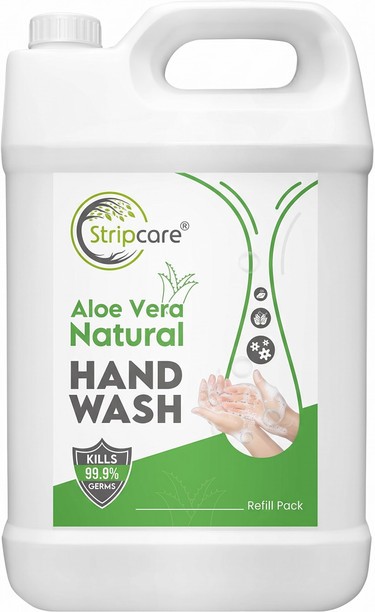 Stripcare®
Aloe Vera
Natural
HAND
WASH
KILLS
99.9%
GERMS
Refill Pack